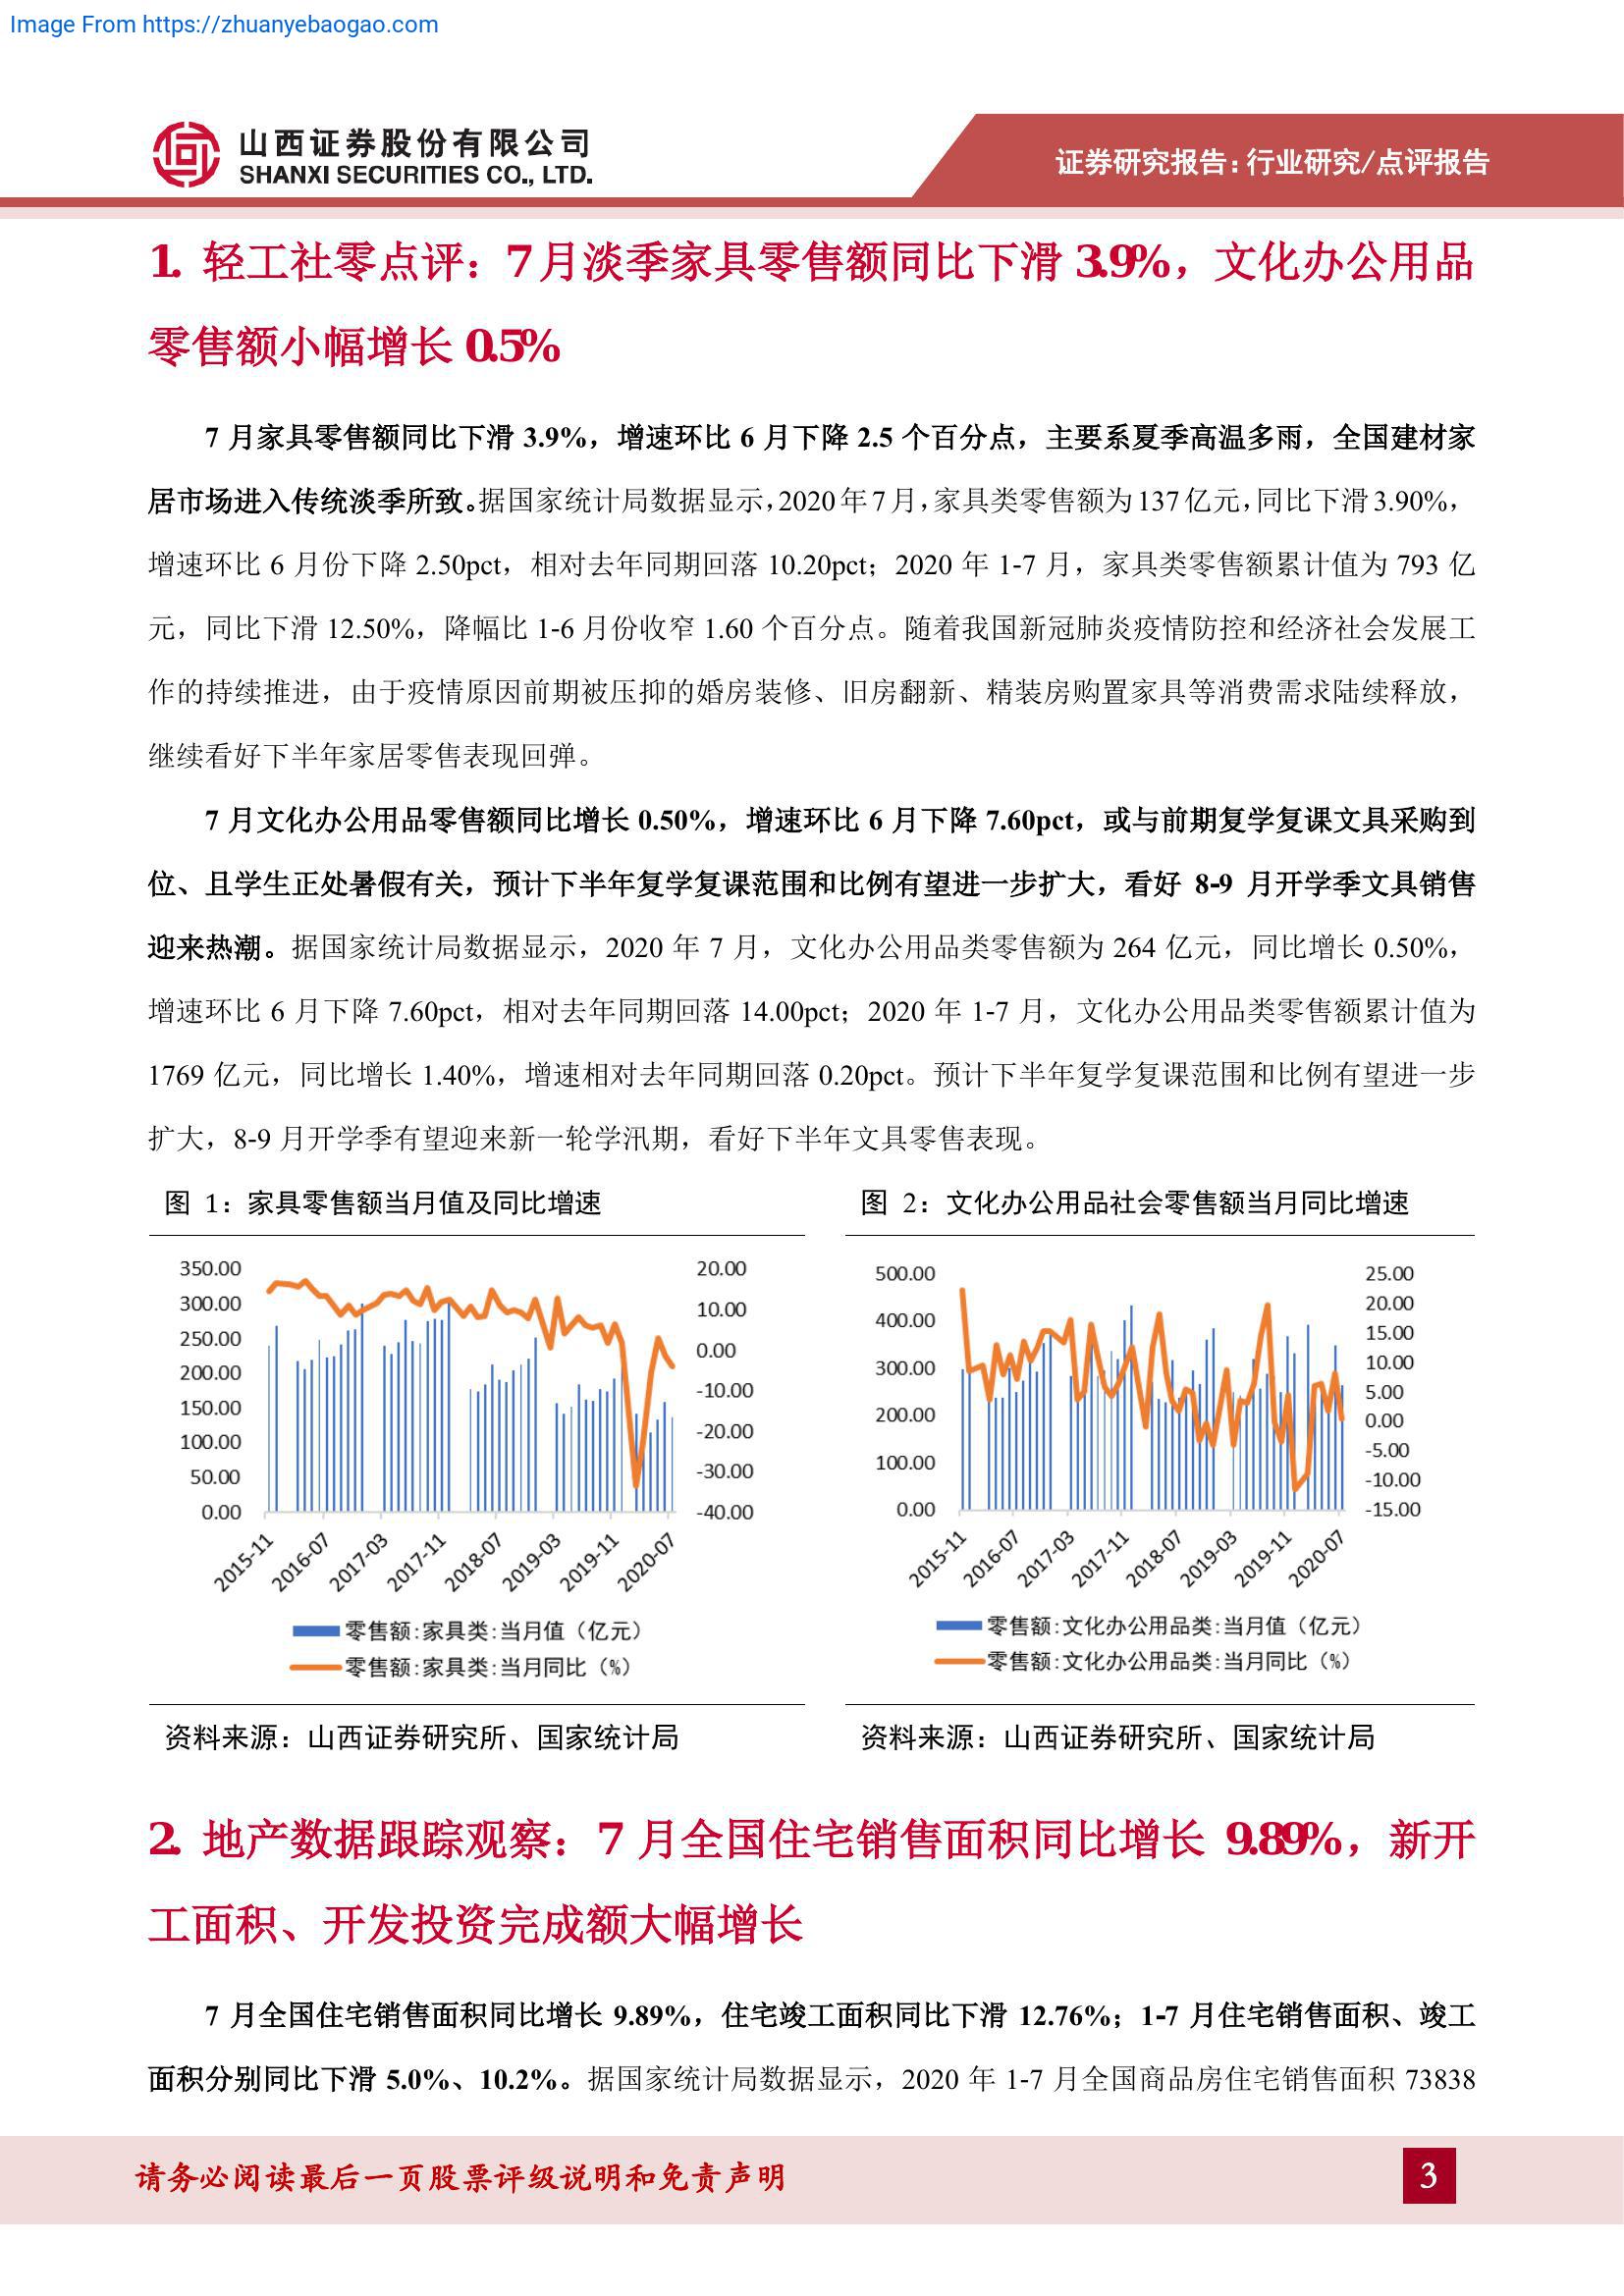 Image From https://zhuanyebaogao.com
山西证券股份有限公司
SHANXI SECURITIES CO., LTD.
证券研究报告:行业研究/点评报告
1. 轻工社零点评：7月淡季家具零售额同比下滑 3.9%，文化办公用品
零售额小幅增长 0.5%
7 月家具零售额同比下滑 3.9%，增速环比 6 月下降 2.5 个百分点，主要系夏季高温多雨，全国建材家
居市场进入传统淡季所致。据国家统计局数据显示，2020 年 7 月，家具类零售额为 137 亿元，同比下滑 3.90%，
增速环比 6 月份下降 2.50pct，相对去年同期回落 10.20pct；2020 年 1-7 月，家具类零售额累计值为 793 亿
元，同比下滑 12.50%，降幅比 1-6 月份收窄 1.60 个百分点。随着我国新冠肺炎疫情防控和经济社会发展工
作的持续推进，由于疫情原因前期被压抑的婚房装修、旧房翻新、精装房购置家具等消费需求陆续释放，
继续看好下半年家居零售表现回弹。
7 月文化办公用品零售额同比增长 0.50%，增速环比 6 月下降 7.60pct，或与前期复学复课文具采购到
位、且学生正处暑假有关，预计下半年复学复课范围和比例有望进一步扩大，看好 8-9 月开学季文具销售
迎来热潮。据国家统计局数据显示，2020 年 7 月，文化办公用品类零售额为 264 亿元，同比增长 0.50%，
增速环比 6 月下降 7.60pct，相对去年同期回落 14.00pct；2020 年 1-7 月，文化办公用品类零售额累计值为
1769 亿元，同比增长 1.40%，增速相对去年同期回落 0.20pct。预计下半年复学复课范围和比例有望进一步
扩大，8-9 月开学季有望迎来新一轮学汛期，看好下半年文具零售表现。
图 1：家具零售额当月值及同比增速
350.00
300.00
250.00
200.00
150.00
100.00
50.00
0.00
20.00
10.00
0.00
-10.00
-20.00
-30.00
-40.00
2015-11
2016-07
2017-03
2017-11
2018-07
2019-03
2019-11
2020-07
零售额:家具类:当月值（亿元）
零售额:家具类:当月同比（%）
资料来源：山西证券研究所、国家统计局
图 2：文化办公用品社会零售额当月同比增速
500.00
400.00
300.00
200.00
100.00
0.00
25.00
20.00
15.00
10.00
5.00
0.00
-5.00
-10.00
-15.00
2015-11
2016-07
2017-03
2017-11
2018-07
2019-03
2019-11
2020-07
零售额:文化办公用品类:当月值（亿元）
零售额:文化办公用品类:当月同比（%）
资料来源：山西证券研究所、国家统计局
2. 地产数据跟踪观察：7 月全国住宅销售面积同比增长 9.89%，新开
工面积、开发投资完成额大幅增长
7 月全国住宅销售面积同比增长 9.89%，住宅竣工面积同比下滑 12.76%；1-7 月住宅销售面积、竣工
面积分别同比下滑 5.0%、10.2%。据国家统计局数据显示，2020 年 1-7 月全国商品房住宅销售面积 73838
请务必阅读最后一页股票评级说明和免责声明
3